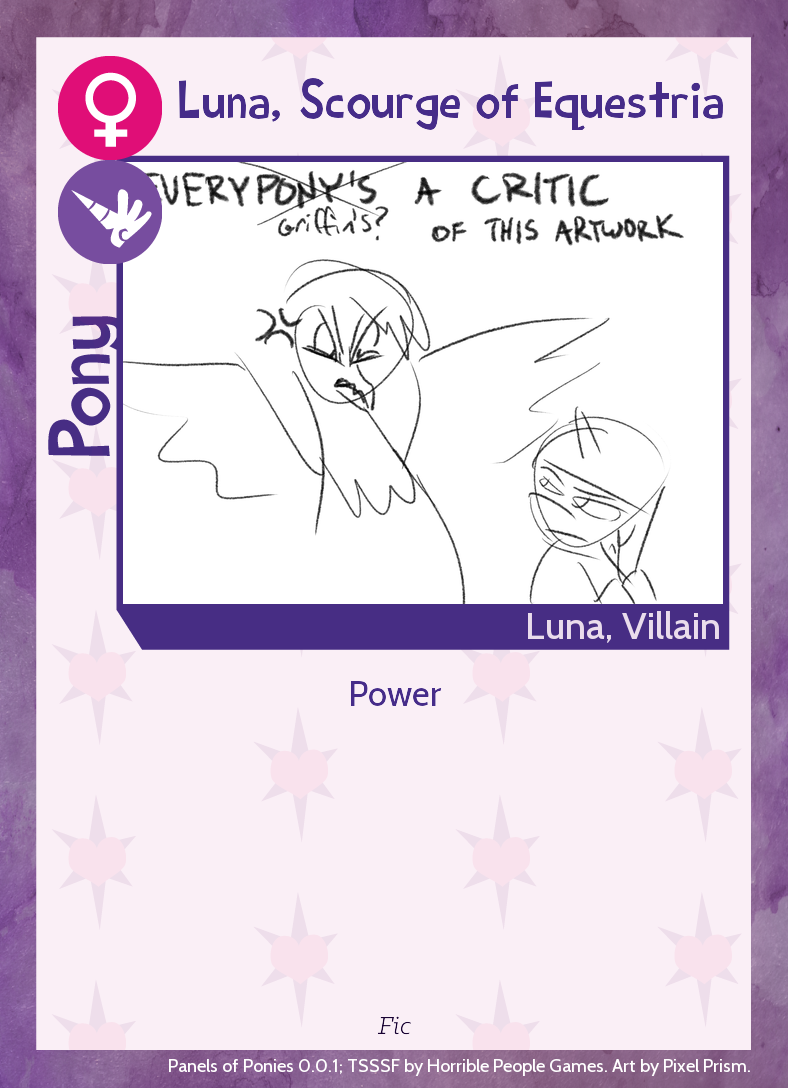 Luna, Scourge of Equestria
EVERYPONY'S A CRITIC
Griffin's? OF THIS ARTWORK
Pony
Luna, Villain
Power
Fic
Panels of Ponies 0.0.1; TSSSF by Horrible People Games. Art by Pixel Prism.